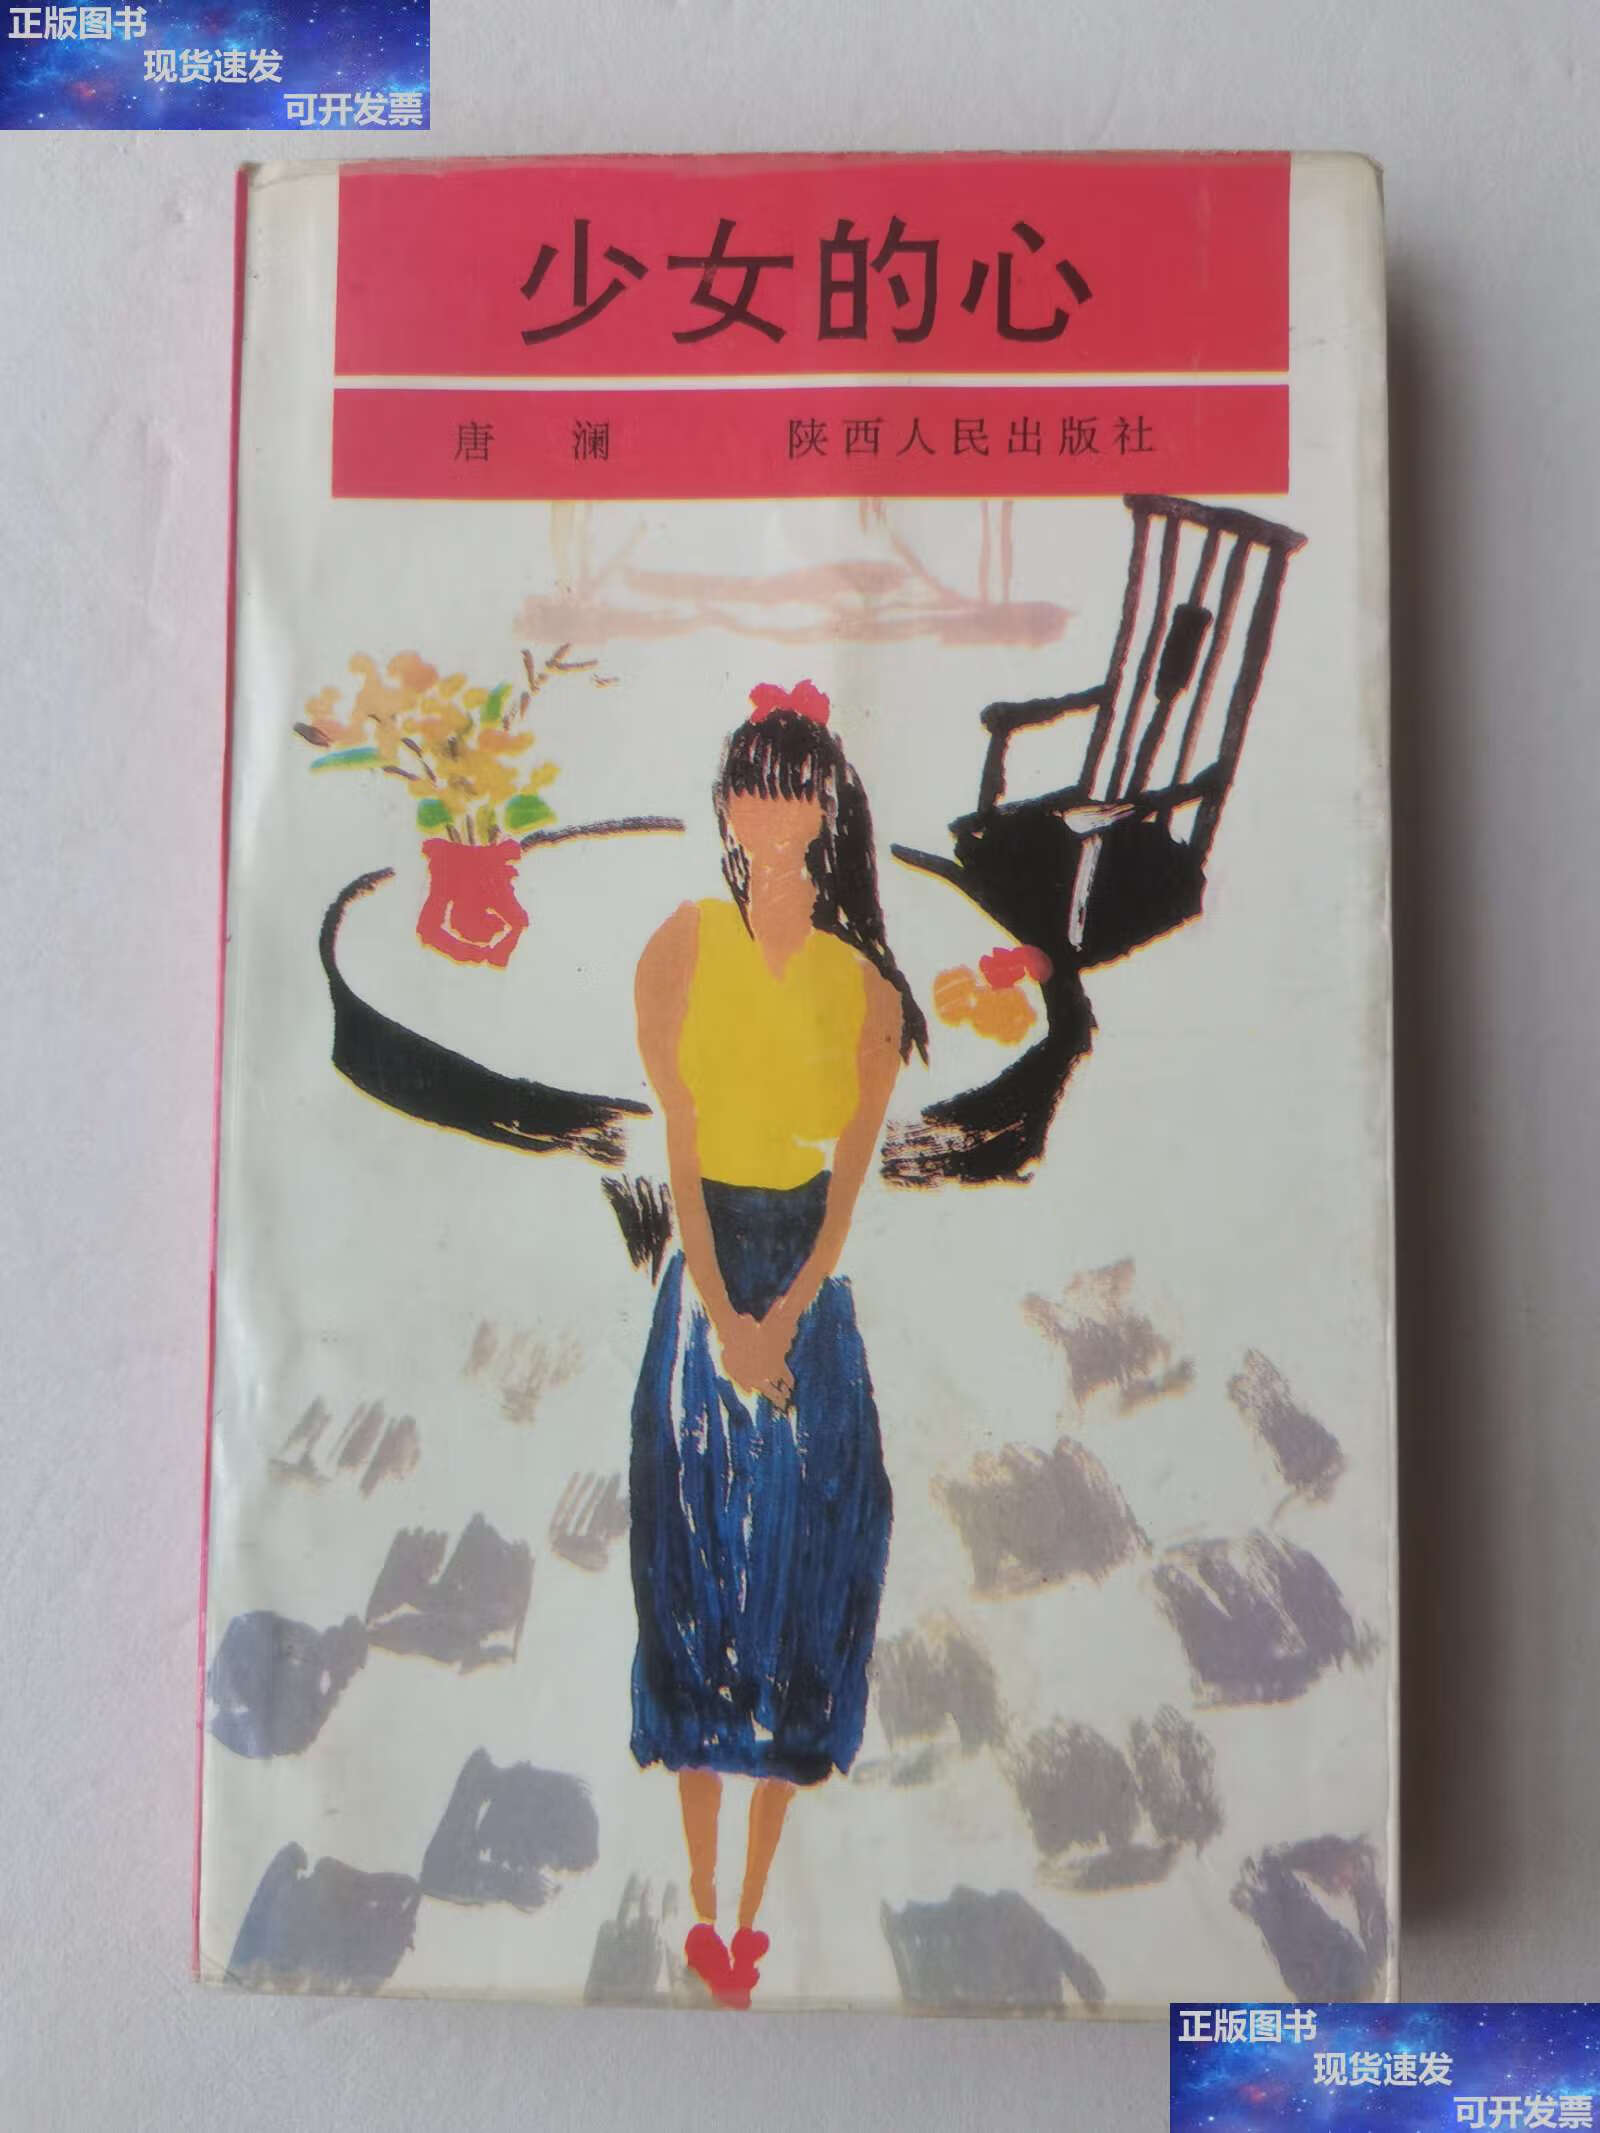 正版图书
现货速发
可开发票
少女的心
唐 澜 陕西人民出版社
正版图书
现货速发
可开发票